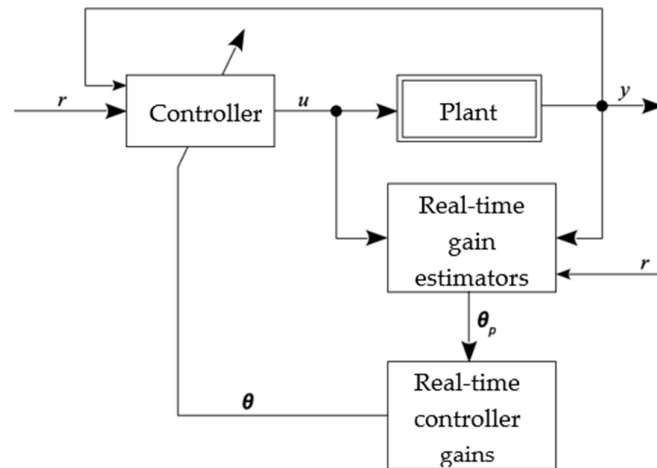 r
Controller
u
Plant
y
Real-time
gain
estimators
r
θp
Real-time
controller
gains
θ